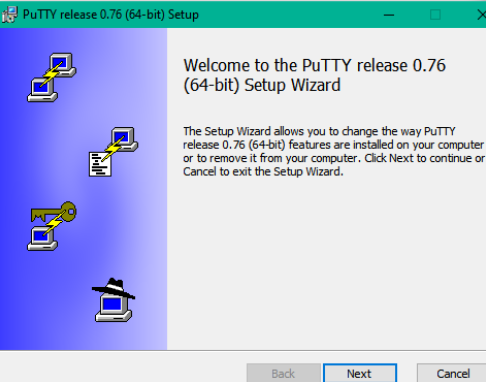 PuTTY release 0.76 (64-bit) Setup
Welcome to the PuTTY release 0.76
(64-bit) Setup Wizard
The Setup Wizard allows you to change the way PuTTY
release 0.76 (64-bit) features are installed on your computer
or to remove it from your computer. Click Next to continue or
Cancel to exit the Setup Wizard.
Back Next Cancel